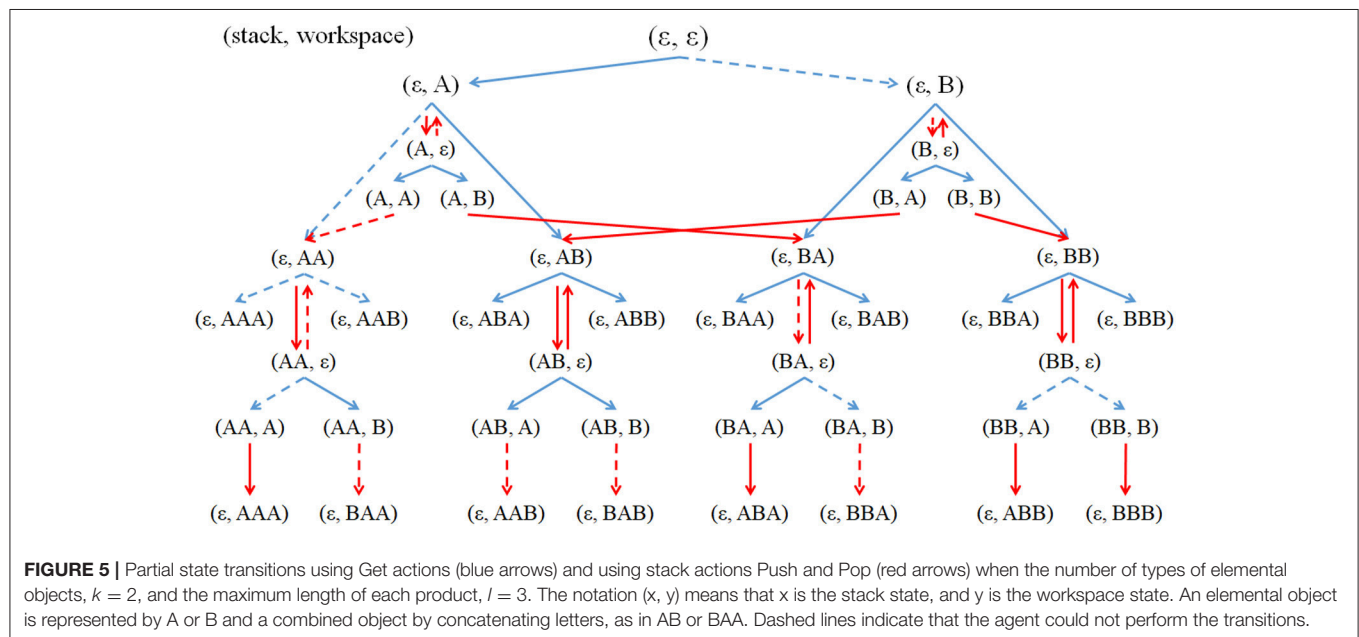 (stack, workspace) (ε, ε)
(ε, A) (ε, B)
(A, ε) (B, ε)
(A, A) (A, B) (B, A) (B, B)
(ε, AA) (ε, AB) (ε, BA) (ε, BB)
(ε, AAA) (ε, AAB) (ε, ABA) (ε, ABB) (ε, BAA) (ε, BAB) (ε, BBA) (ε, BBB)
(AA, ε) (AB, ε) (BA, ε) (BB, ε)
(AA, A) (AA, B) (AB, A) (AB, B) (BA, A) (BA, B) (BB, A) (BB, B)
(ε, AAA) (ε, BAA) (ε, AAB) (ε, BAB) (ε, ABA) (ε, BBA) (ε, ABB) (ε, BBB)
FIGURE 5 | Partial state transitions using Get actions (blue arrows) and using stack actions Push and Pop (red arrows) when the number of types of elemental
objects, k = 2, and the maximum length of each product, l = 3. The notation (x, y) means that x is the stack state, and y is the workspace state. An elemental object
is represented by A or B and a combined object by concatenating letters, as in AB or BAA. Dashed lines indicate that the agent could not perform the transitions.